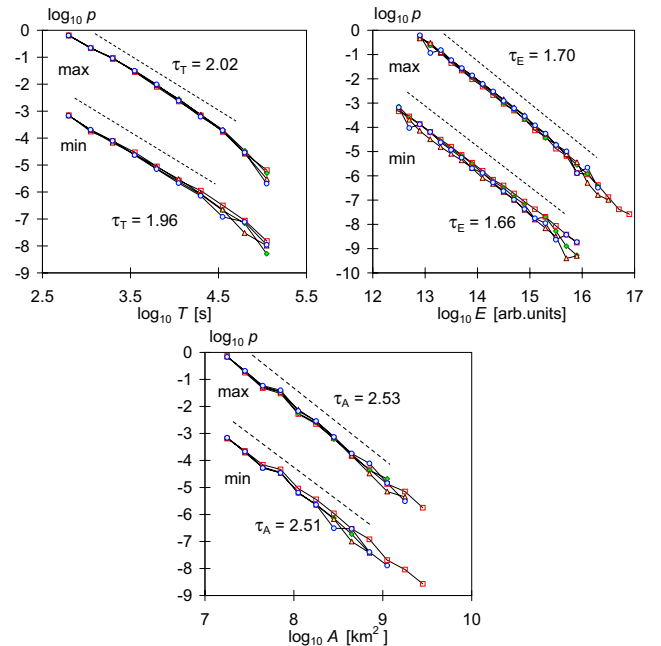 log10 p
0
-1
-2
-3
-4
-5
-6
-7
-8
-9
max
min
τT = 2.02
τT = 1.96
2.5 3.5 4.5 5.5
log10 T [s]
log10 p
0
-1
-2
-3
-4
-5
-6
-7
-8
-9
-10
max
min
τE = 1.70
τE = 1.66
12 13 14 15 16 17
log10 E [arb.units]
log10 p
0
-1
-2
-3
-4
-5
-6
-7
-8
-9
max
min
τA = 2.53
τA = 2.51
7 8 9 10
log10 A [km²]